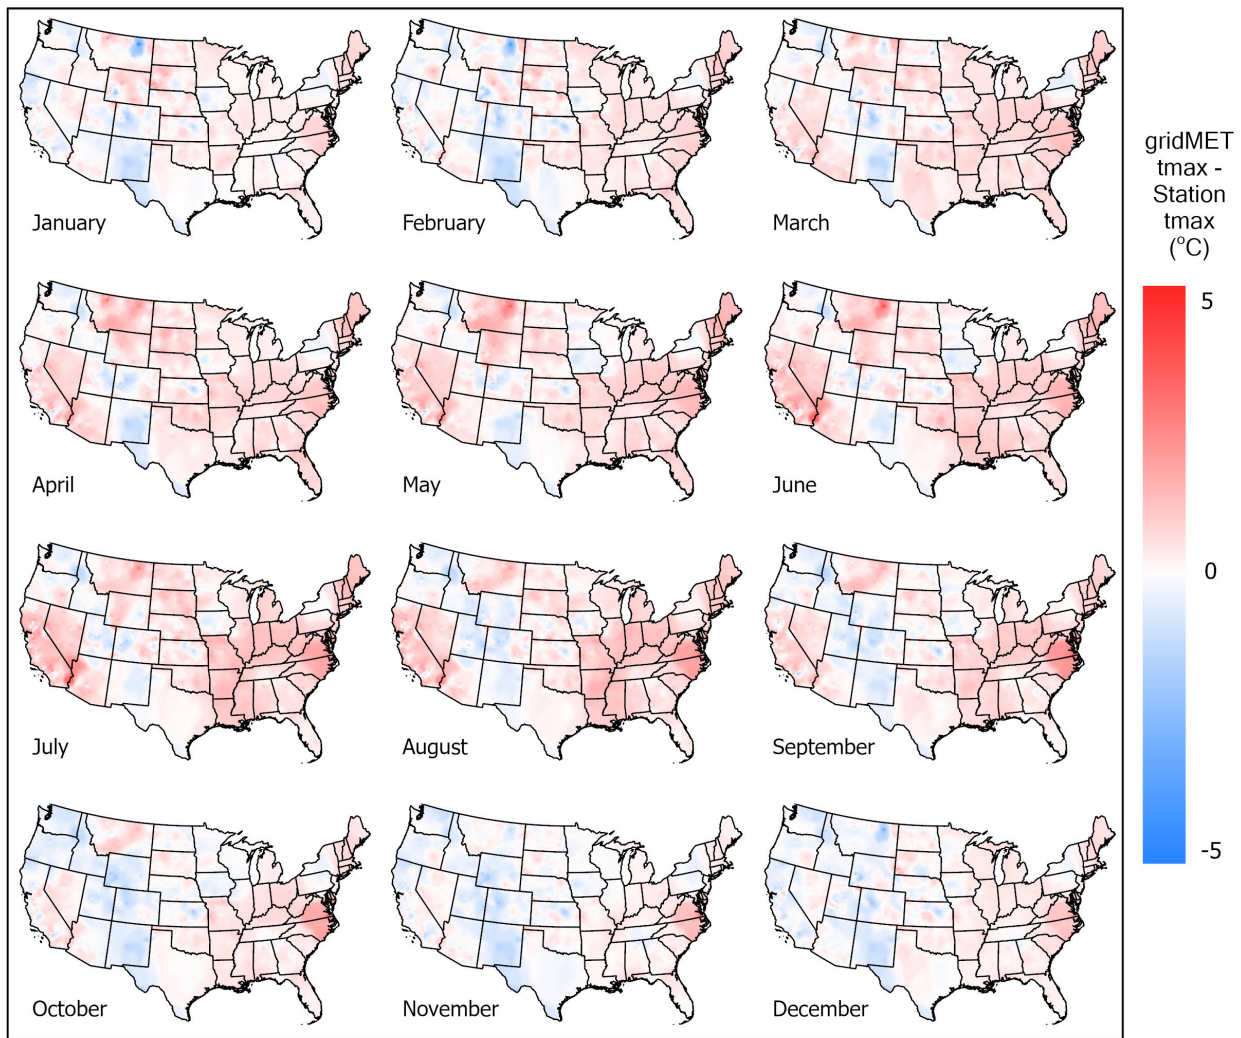 January
February
March
April
May
June
July
August
September
October
November
December
gridMET
tmax -
Station
tmax
(°C)
5
0
-5